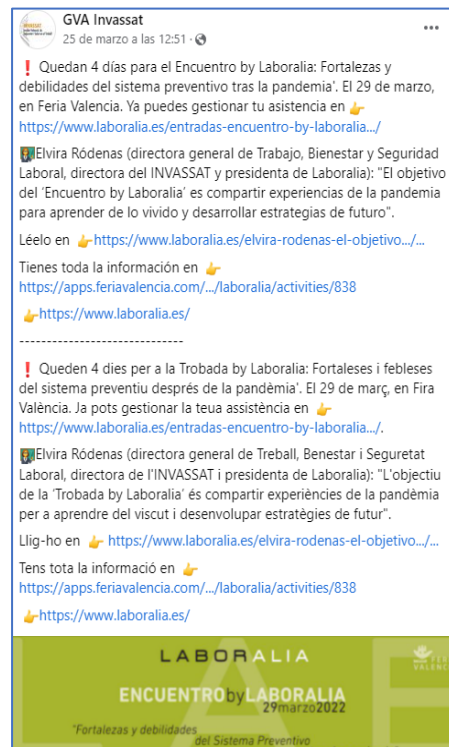 GVA Invassat
25 de marzo a las 12:51 ·
❗ Quedan 4 días para el Encuentro by Laboralia: Fortalezas y
debilidades del sistema preventivo tras la pandemia'. El 29 de marzo,
en Feria Valencia. Ya puedes gestionar tu asistencia en 👉
https://www.laboralia.es/entradas-encuentro-by-laboralia.../
Elvira Ródenas (directora general de Trabajo, Bienestar y Seguridad
Laboral, directora del INVASSAT y presidenta de Laboralia): "El objetivo
del 'Encuentro by Laboralia' es compartir experiencias de la pandemia
para aprender de lo vivido y desarrollar estrategias de futuro".
Léelo en 👉https://www.laboralia.es/elvira-rodenas-el-objetivo.../...
Tienes toda la información en 👉
https://apps.feriavalencia.com/.../laboralia/activities/838
👉https://www.laboralia.es/
------------------------------
❗ Queden 4 dies per a la Trobada by Laboralia: Fortaleses i febleses
del sistema preventiu després de la pandèmia'. El 29 de març, en Fira
València. Ja pots gestionar la teua assistència en 👉
https://www.laboralia.es/entradas-encuentro-by-laboralia.../.
Elvira Ródenas (directora general de Treball, Benestar i Seguretat
Laboral, directora de l'INVASSAT i presidenta de Laboralia): "L'objectiu
de la 'Trobada by Laboralia' és compartir experiències de la pandèmia
per a aprendre del viscut i desenvolupar estratègies de futur".
Llig-ho en 👉 https://www.laboralia.es/elvira-rodenas-el-objetivo.../...
Tens tota la informació en 👉
https://apps.feriavalencia.com/.../laboralia/activities/838
👉https://www.laboralia.es/
LABORALIA
ENCUENTRO by LABORALIA
29marzo2022
"Fortalezas y debilidades
del Sistema Preventivo